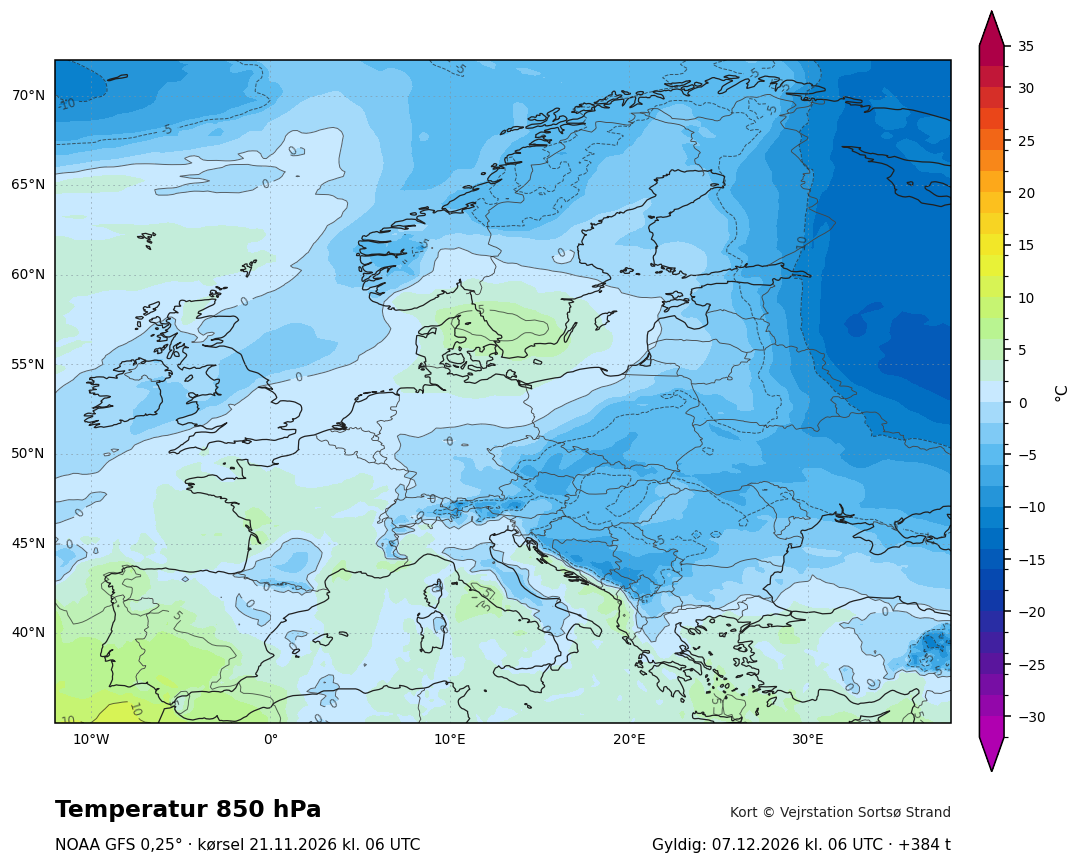 70°N
65°N
60°N
55°N
50°N
45°N
40°N
10°W
0°
10°E
20°E
30°E
35
30
25
20
15
10
5
0
−5
−10
−15
−20
−25
−30
°C
Temperatur 850 hPa
Kort © Vejrstation Sortsø Strand
NOAA GFS 0,25° · kørsel 21.11.2026 kl. 06 UTC
Gyldig: 07.12.2026 kl. 06 UTC · +384 t